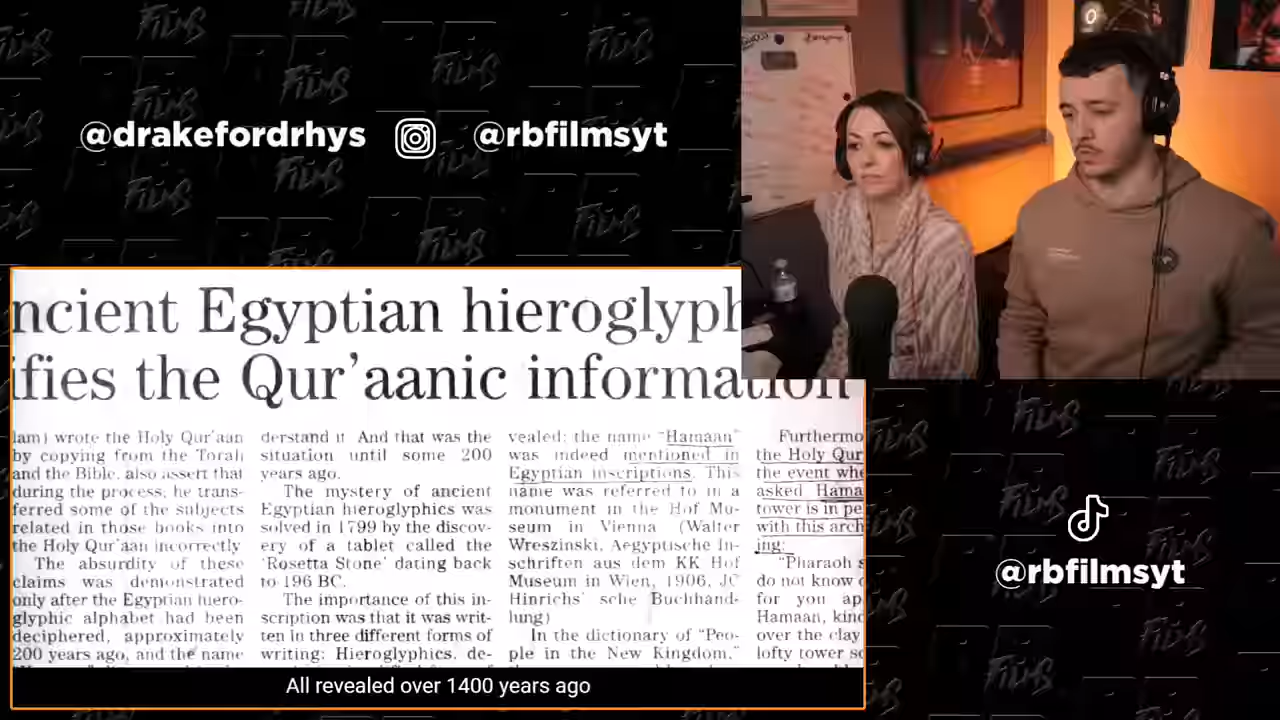 @drakefordrhys @rbfilmsyt
ncient Egyptian hieroglyph
ifies the Qur'aanic information
lam) wrote the Holy Qur'aan
by copying from the Torah
and the Bible, also assert that
during the process, he trans-
ferred some of the subjects
related in those books into
the Holy Qur'aan incorrectly
The absurdity of these
claims was demonstrated
only after the Egyptian hiero-
glyphic alphabet had been
deciphered, approximately
200 years ago, and the name
derstand it. And that was the
situation until some 200
years ago.
The mystery of ancient
Egyptian hieroglyphics was
solved in 1799 by the discov-
ery of a tablet called the
'Rosetta Stone' dating back
to 196 BC.
The importance of this in-
scription was that it was writ-
ten in three different forms of
writing: Hieroglyphics, de-
vealed: the name "Hamaan"
was indeed mentioned in
Egyptian inscriptions. This
name was referred to in a
monument in the Hof Mu-
seum in Vienna (Walter
Wreszinski, Aegyptische In-
schriften aus dem KK Hof
Museum in Wien, 1906, JC
Hinrichs' sche Buchhand-
lung)
In the dictionary of "Peo-
ple in the New Kingdom,"
Furthermo
the Holy Qur
the event whe
asked Hama
tower is in pe
with this arch
ing:
"Pharaoh s
do not know o
for you ap
Hamaan, kind
over the clay
lofty tower so
All revealed over 1400 years ago
@rbfilmsyt